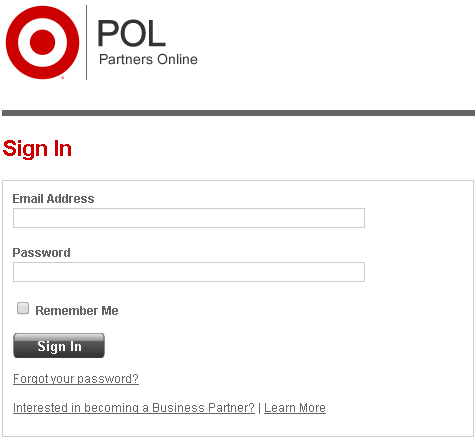 POL
Partners Online
Sign In
Email Address
Password
Remember Me
Sign In
Forgot your password?
Interested in becoming a Business Partner? | Learn More